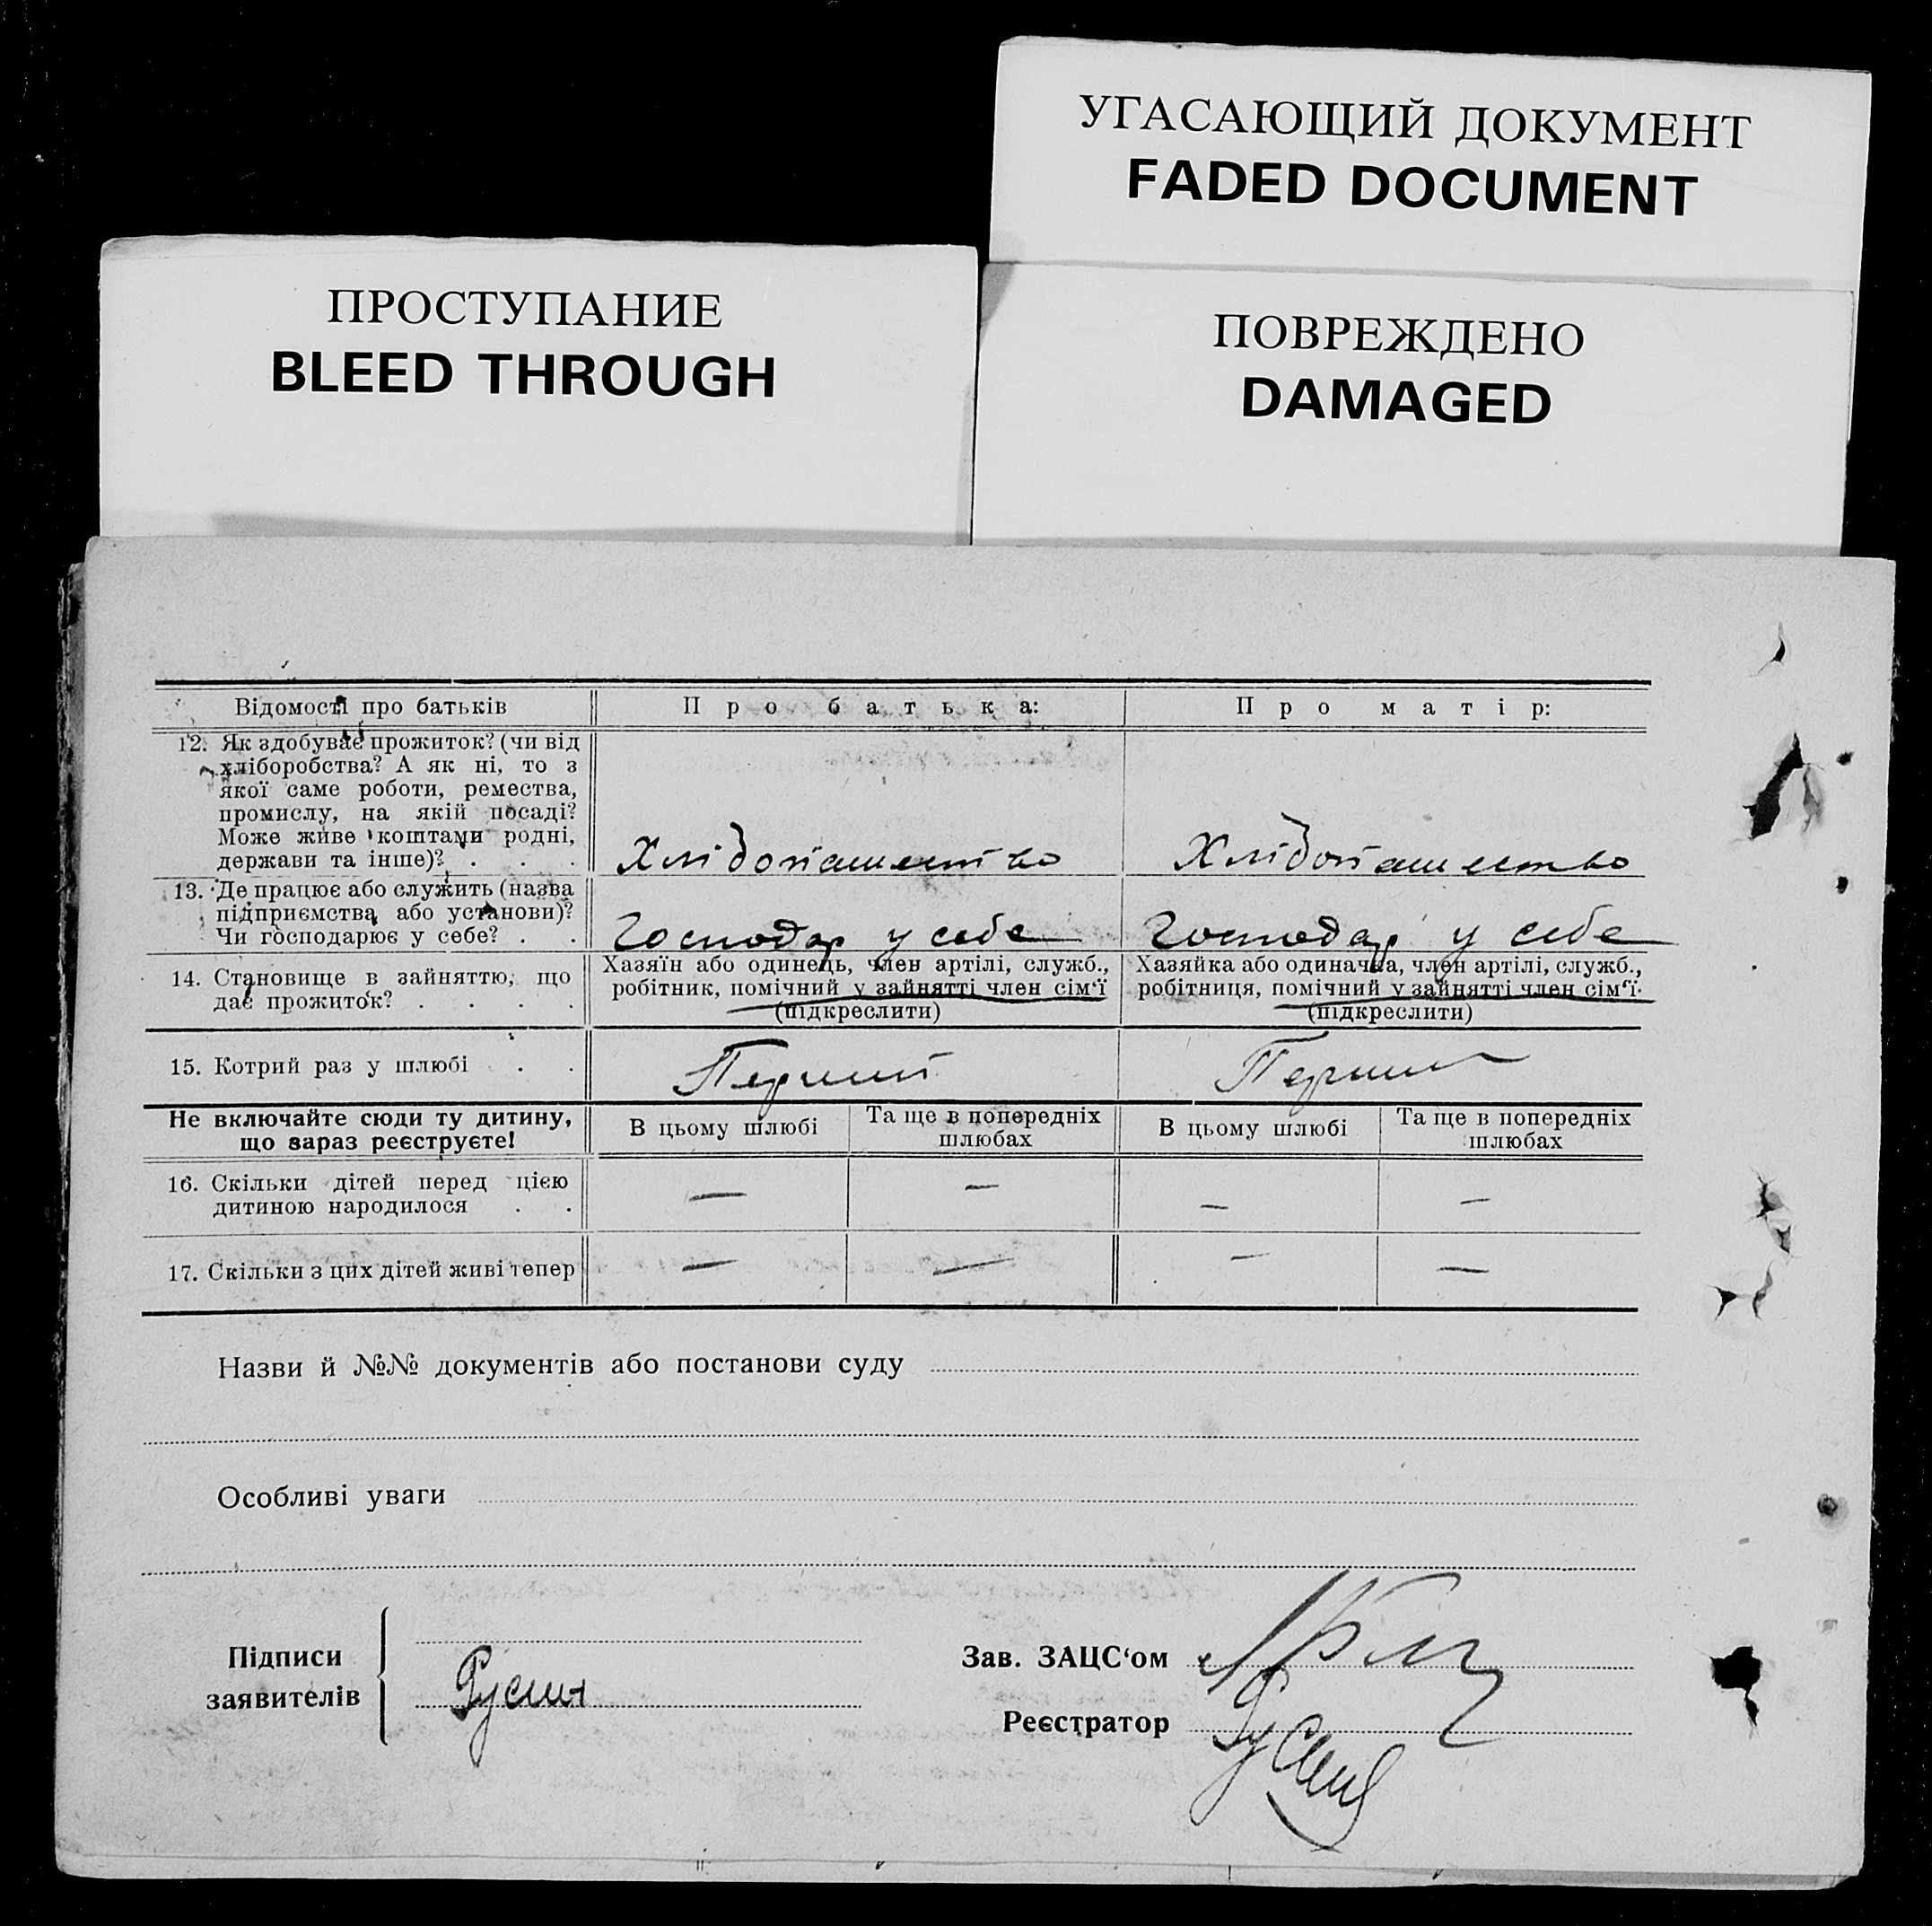 УГАСАЮЩИЙ ДОКУМЕНТ
FADED DOCUMENT
ПРОСТУПАНИЕ
BLEED THROUGH
ПОВРЕЖДЕНО
DAMAGED
Відомості про батьків
Про батька:
Про матір:
12. Як здобуває прожиток? (чи від
хліборобства? А як ні, то з
якої саме роботи, ремества,
промислу, на якій посаді?
Може живе коштами родні,
держави та інше)? . . .
Хлібопашество
Хлібопашество
13. Де працює або служить (назва
підприємства або установи)?
Чи господарює у себе? . .
Господар у себе
Господар у себе
14. Становище в зайняттю, що
дає прожиток? . . . .
Хазяїн або одинець, член артілі, служб.,
робітник, помічний у зайнятті член сім'ї
(підкреслити)
Хазяйка або одиначка, член артілі, служб.,
робітниця, помічний у зайнятті член сім'ї
(підкреслити)
15. Котрий раз у шлюбі . .
Перший
Перший
Не включайте сюди ту дитину,
що зараз реєструєте!
В цьому шлюбі
Та ще в попередніх
шлюбах
В цьому шлюбі
Та ще в попередніх
шлюбах
16. Скільки дітей перед цією
дитиною народилося . .
— — — —
17. Скільки з цих дітей живі тепер
— — — —
Назви й №№ документів або постанови суду
Особливі уваги
Підписи
заявителів
Русин
Зав. ЗАЦС'ом
Реєстратор
Русин